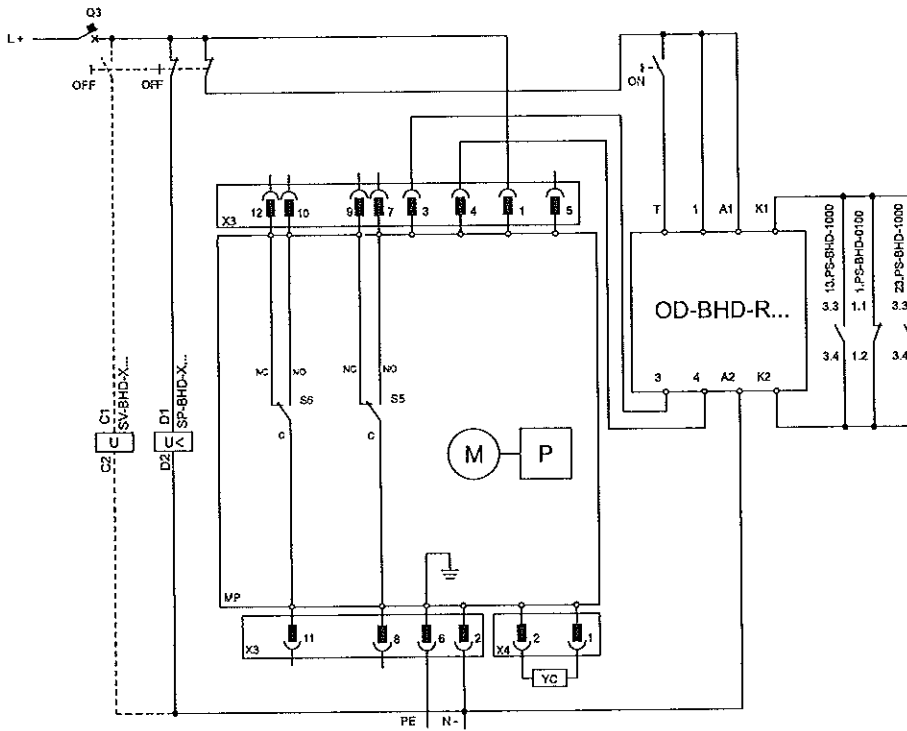 Q3
L+
OFF
OFF
ON
12
10
9
7
3
4
1
5
X3
T
1
A1
K1
OD-BHD-R...
3
4
A2
K2
13.PS-BHD-1000
1.PS-BHD-0100
23.PS-BHD-1000
3.3
1.1
3.3
3.4
1.2
3.4
NC
NO
NC
NO
S6
S5
C
C
M
P
C1
SV-BHD-X...
U
C2
D1
SP-BHD-X...
U<
D2
MP
X3
11
8
6
2
X4
2
1
YC
PE
N-